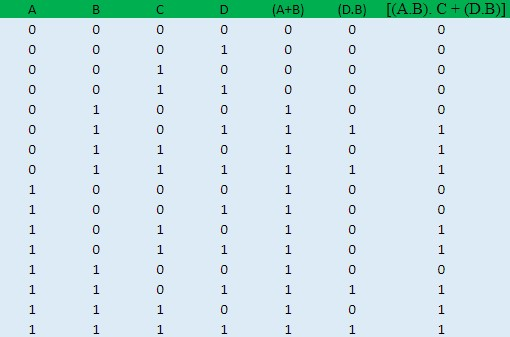 A B C D (A+B) (D.B) [(A.B). C + (D.B)]
0 0 0 0 0 0 0
0 0 0 1 0 0 0
0 0 1 0 0 0 0
0 0 1 1 0 0 0
0 1 0 0 1 0 0
0 1 0 1 1 1 1
0 1 1 0 1 0 1
0 1 1 1 1 1 1
1 0 0 0 1 0 0
1 0 0 1 1 0 0
1 0 1 0 1 0 1
1 0 1 1 1 0 1
1 1 0 0 1 0 0
1 1 0 1 1 1 1
1 1 1 0 1 0 1
1 1 1 1 1 1 1